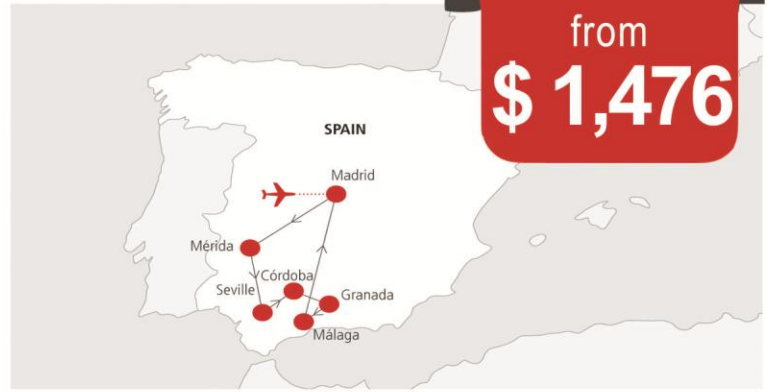 from
$ 1,476
SPAIN
Madrid
Mérida
Córdoba
Seville
Granada
Málaga